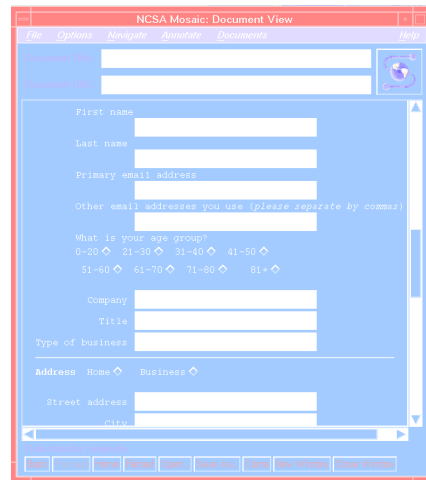 NCSA Mosaic: Document View
File Options Navigate Annotate Documents Help
First name
Last name
Primary email address
Other email addresses you use (please separate by commas)
What is your age group?
0-20 21-30 31-40 41-50
51-60 61-70 71-80 81+
Company
Title
Type of business
Address Home Business
Street address
City